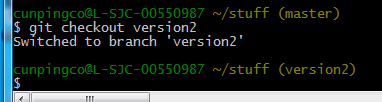 cunpingco@L-SJC-00550987 ~/stuff (master)
$ git checkout version2
Switched to branch 'version2'
cunpingco@L-SJC-00550987 ~/stuff (version2)
$